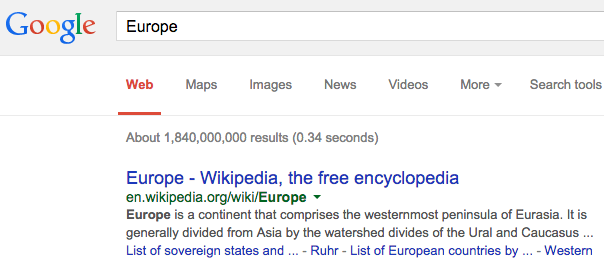 Google Europe
Web Maps Images News Videos More Search tools
About 1,840,000,000 results (0.34 seconds)
Europe - Wikipedia, the free encyclopedia
en.wikipedia.org/wiki/Europe
Europe is a continent that comprises the westernmost peninsula of Eurasia. It is
generally divided from Asia by the watershed divides of the Ural and Caucasus ...
List of sovereign states and ... - Ruhr - List of European countries by ... - Western